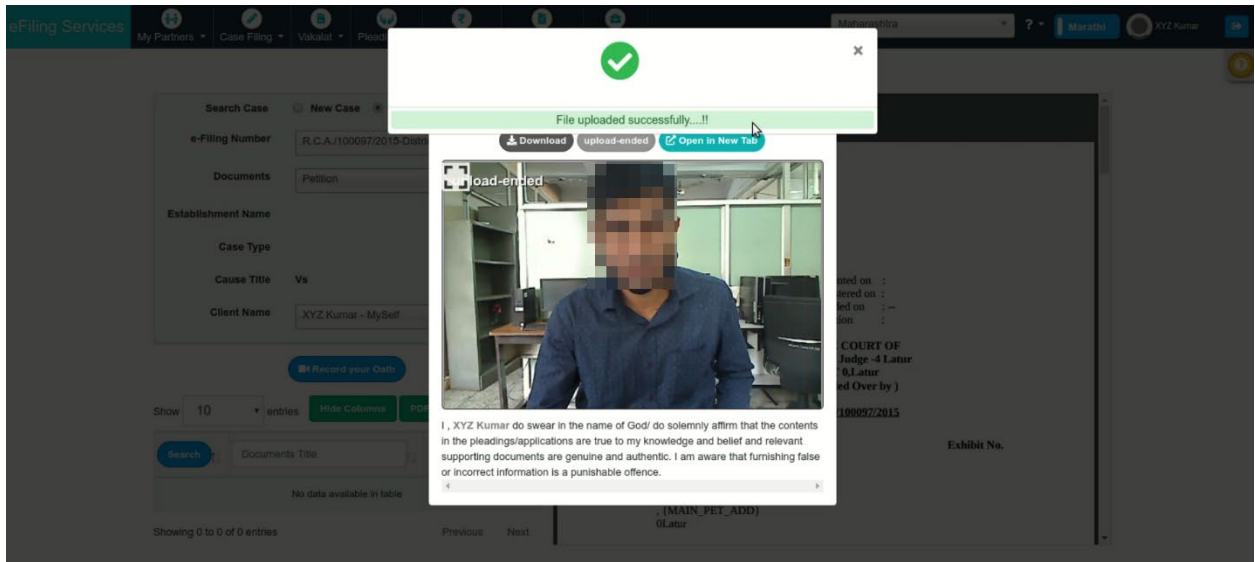 eFiling Services
My Partners
Case Filing
Vakalat
Maharashtra
?
Marathi
XYZ Kumar
×
File uploaded successfully....!!
Search Case
New Case
e-Filing Number
R.C.A./100097/2015-Distri
Documents
Petition
Establishment Name
Case Type
Cause Title
Vs
Client Name
XYZ Kumar - MySelf
Record your Oath
Show 10 entries
Hide Columns
PDF
Search
Documents Title
No data available in table
Showing 0 to 0 of 0 entries
Previous
Next
Download
upload-ended
Open in New Tab
upload-ended
I , XYZ Kumar do swear in the name of God/ do solemnly affirm that the contents
in the pleadings/applications are true to my knowledge and belief and relevant
supporting documents are genuine and authentic. I am aware that furnishing false
or incorrect information is a punishable offence.
COURT OF
Judge -4 Latur
0,Latur
ed Over by )
/100097/2015
Exhibit No.
, {MAIN_PET_ADD}
0Latur